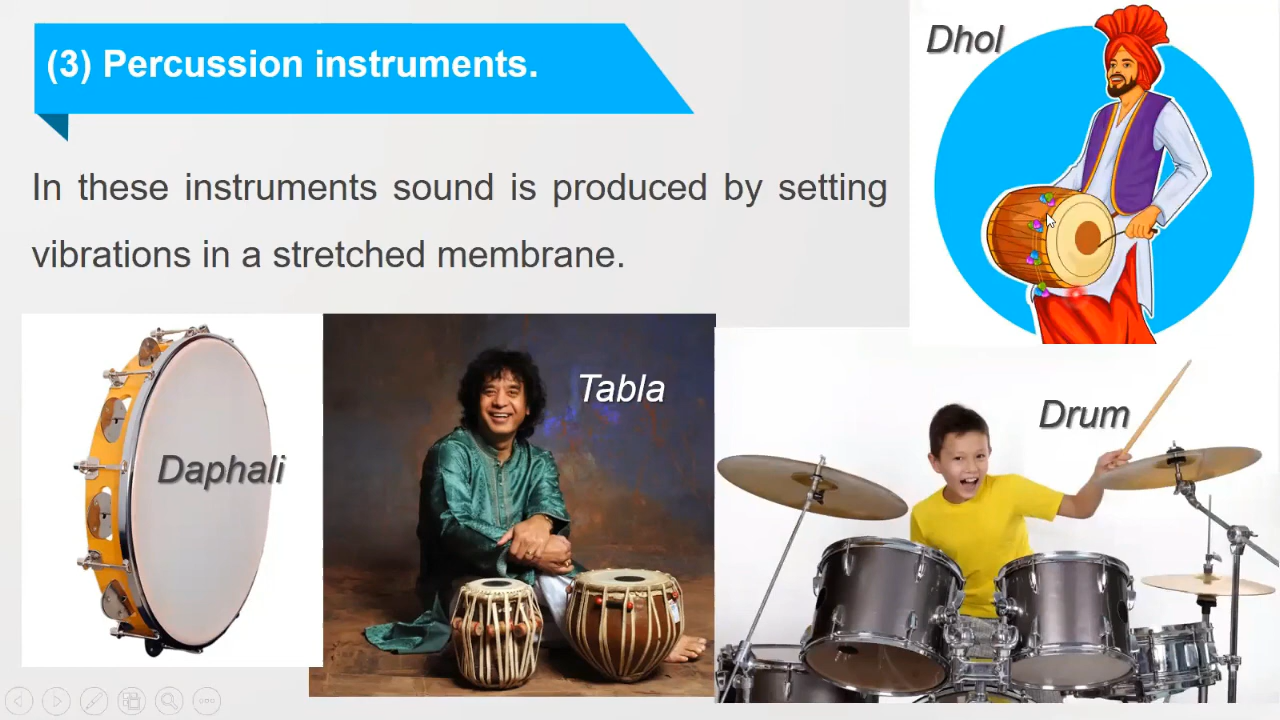 (3) Percussion instruments.
In these instruments sound is produced by setting
vibrations in a stretched membrane.
Dhol
Daphali
Tabla
Drum